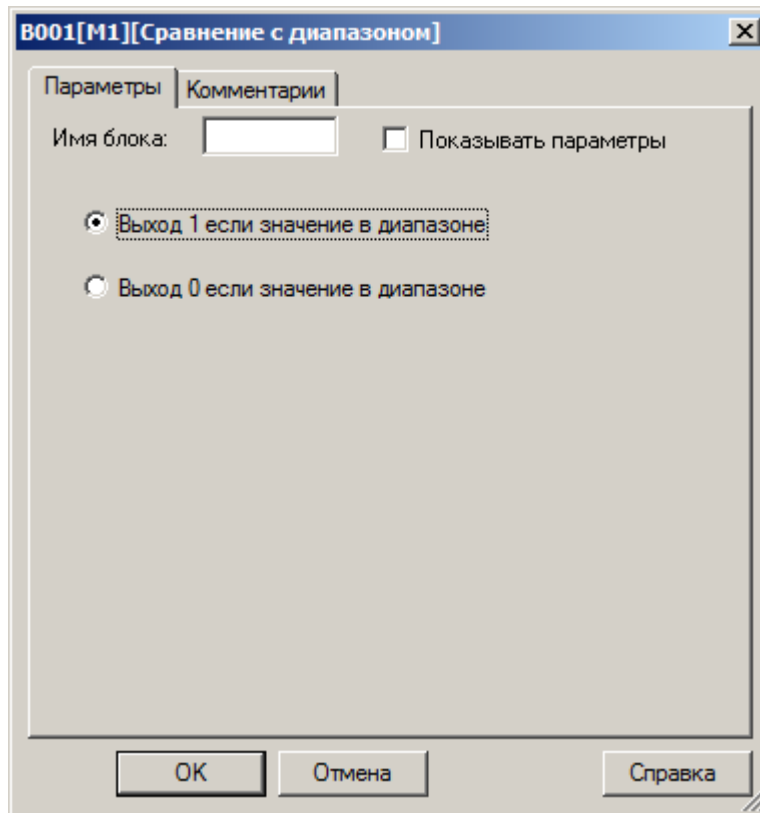 B001[M1][Сравнение с диапазоном]
Параметры Комментарии
Имя блока: Показывать параметры
Выход 1 если значение в диапазоне
Выход 0 если значение в диапазоне
OK Отмена Справка